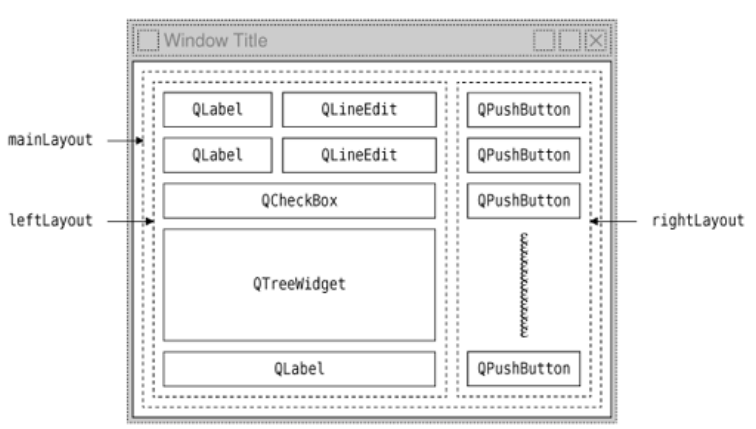 Window Title
QLabel QLineEdit QPushButton
mainLayout
QLabel QLineEdit QPushButton
QCheckBox QPushButton
leftLayout
rightLayout
QTreeWidget
QLabel QPushButton